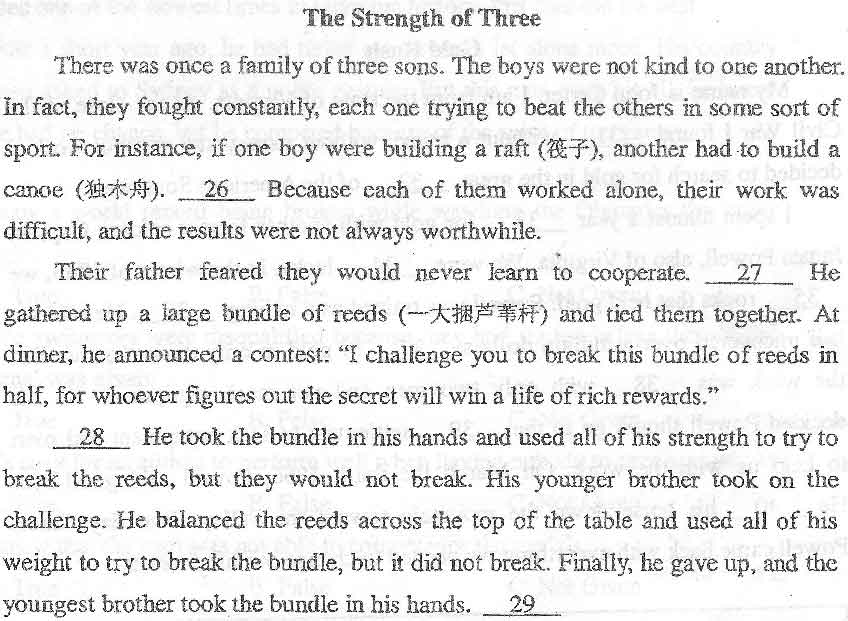 The Strength of Three
There was once a family of three sons. The boys were not kind to one another.
In fact, they fought constantly, each one trying to beat the others in some sort of
sport. For instance, if one boy were building a raft (筏子), another had to build a
canoe (独木舟). 26 Because each of them worked alone, their work was
difficult, and the results were not always worthwhile.
Their father feared they would never learn to cooperate. 27 He
gathered up a large bundle of reeds (一大捆芦苇秆) and tied them together. At
dinner, he announced a contest: “I challenge you to break this bundle of reeds in
half, for whoever figures out the secret will win a life of rich rewards.”
28 He took the bundle in his hands and used all of his strength to try to
break the reeds, but they would not break. His younger brother took on the
challenge. He balanced the reeds across the top of the table and used all of his
weight to try to break the bundle, but it did not break. Finally, he gave up, and the
youngest brother took the bundle in his hands. 29